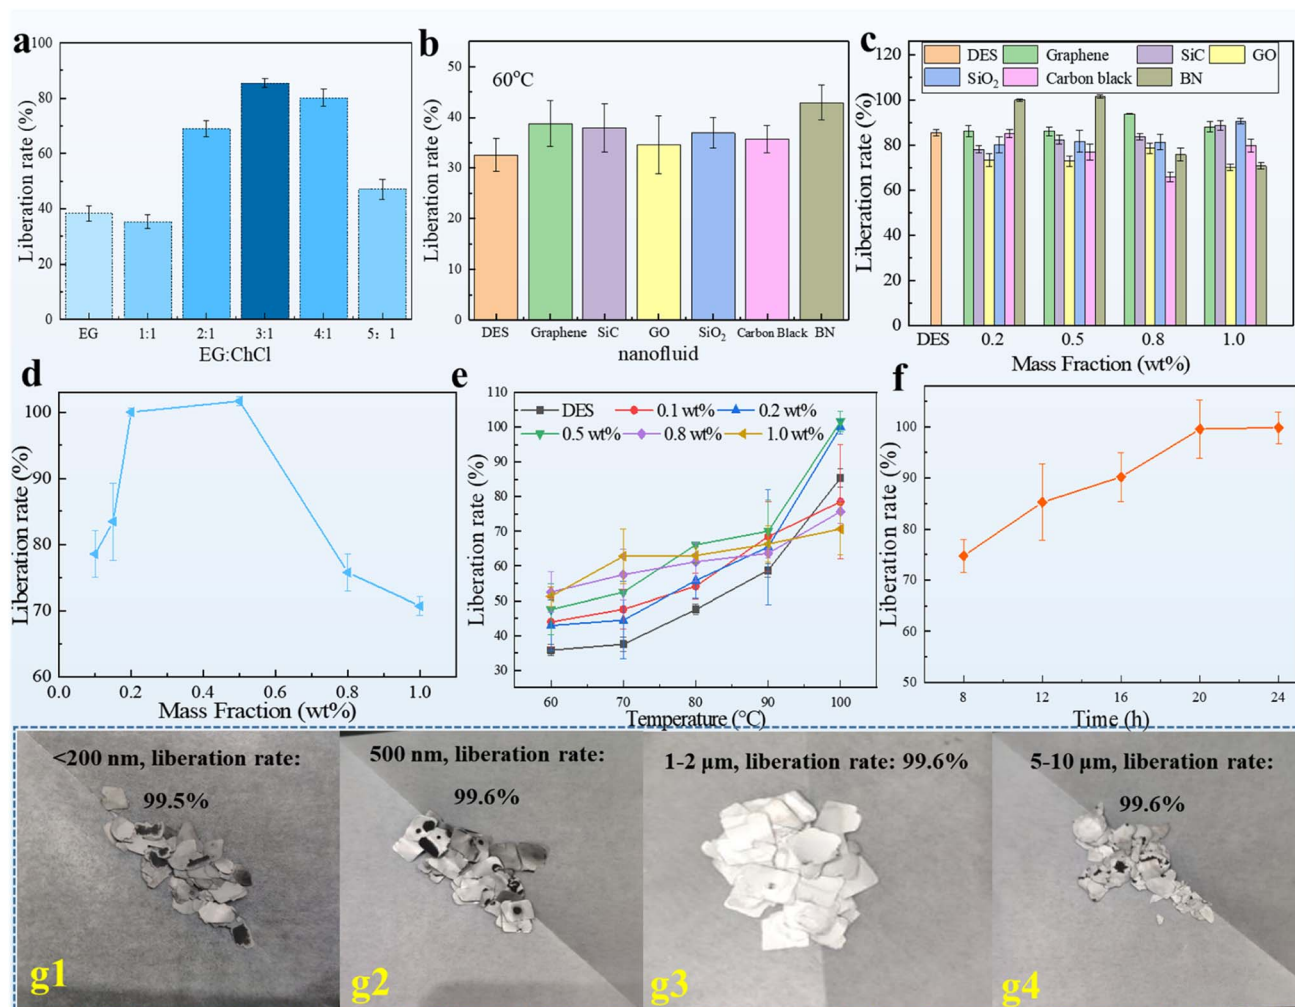 a
100
80
60
40
20
0
Liberation rate (%)
EG 1:1 2:1 3:1 4:1 5: 1
EG:ChCl
b
60°C
50
40
30
20
10
0
Liberation rate (%)
DES Graphene SiC GO SiO2 Carbon Black BN
nanofluid
c
DES Graphene SiC GO
SiO2 Carbon black BN
120
100
80
60
40
20
0
Liberation rate (%)
DES 0.2 0.5 0.8 1.0
Mass Fraction (wt%)
d
100
90
80
70
60
Liberation rate (%)
0.0 0.2 0.4 0.6 0.8 1.0
Mass Fraction (wt%)
e
DES 0.1 wt% 0.2 wt%
0.5 wt% 0.8 wt% 1.0 wt%
110
100
90
80
70
60
50
40
30
Liberation rate (%)
60 70 80 90 100
Temperature (°C)
f
100
90
80
70
60
50
Liberation rate (%)
8 12 16 20 24
Time (h)
<200 nm, liberation rate:
99.5%
g1
500 nm, liberation rate:
99.6%
g2
1-2 μm, liberation rate: 99.6%
g3
5-10 μm, liberation rate:
99.6%
g4